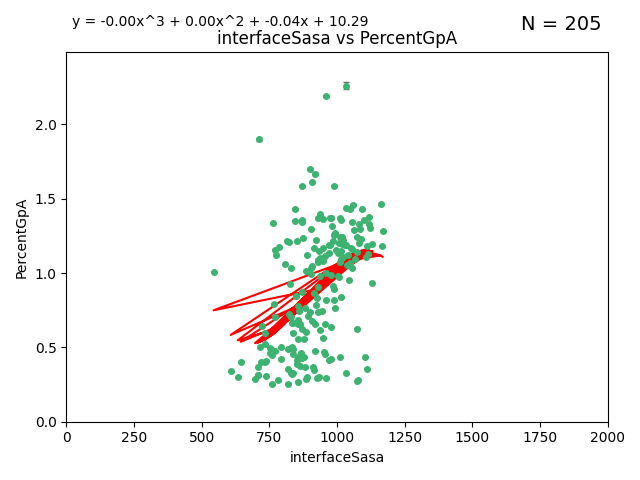 y = -0.00x^3 + 0.00x^2 + -0.04x + 10.29
N = 205
interfaceSasa vs PercentGpA
PercentGpA
2.0
1.5
1.0
0.5
0.0
0 250 500 750 1000 1250 1500 1750 2000
interfaceSasa